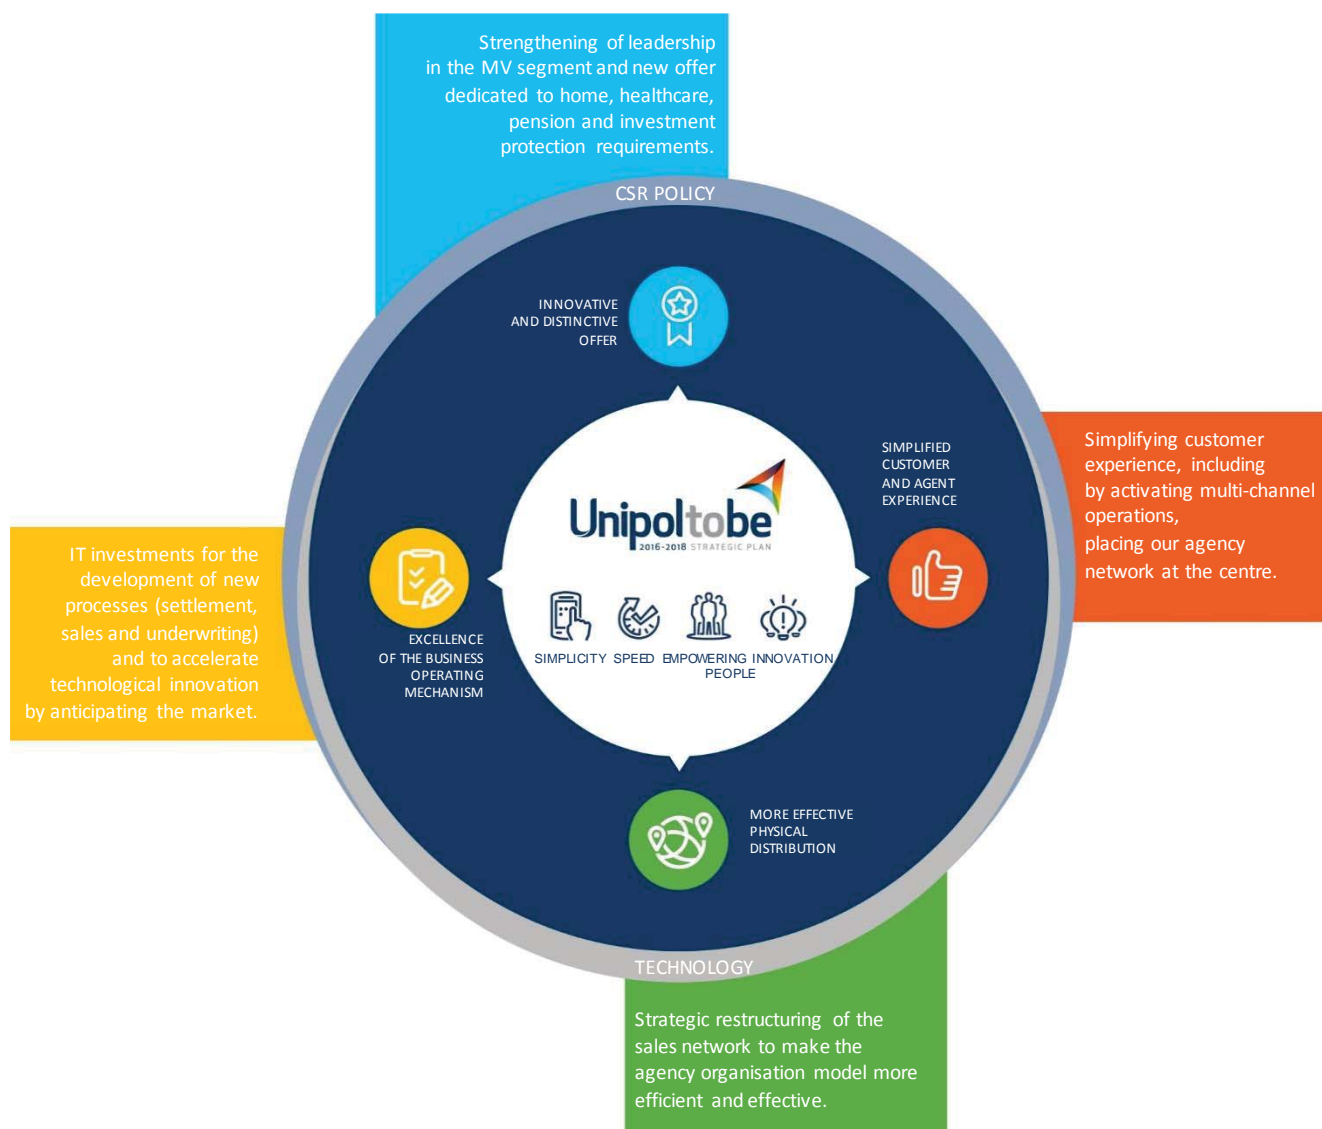 Strengthening of leadership
in the MV segment and new offer
dedicated to home, healthcare,
pension and investment
protection requirements.
CSR POLICY
INNOVATIVE
AND DISTINCTIVE
OFFER
SIMPLIFIED
CUSTOMER
AND AGENT
EXPERIENCE
Simplifying customer
experience, including
by activating multi-channel
operations,
placing our agency
network at the centre.
Unipoltobe
2016-2018 STRATEGIC PLAN
IT investments for the
development of new
processes (settlement,
sales and underwriting)
and to accelerate
technological innovation
by anticipating the market.
EXCELLENCE
OF THE BUSINESS
OPERATING
MECHANISM
SIMPLICITY SPEED EMPOWERING INNOVATION
PEOPLE
MORE EFFECTIVE
PHYSICAL
DISTRIBUTION
TECHNOLOGY
Strategic restructuring of the
sales network to make the
agency organisation model more
efficient and effective.